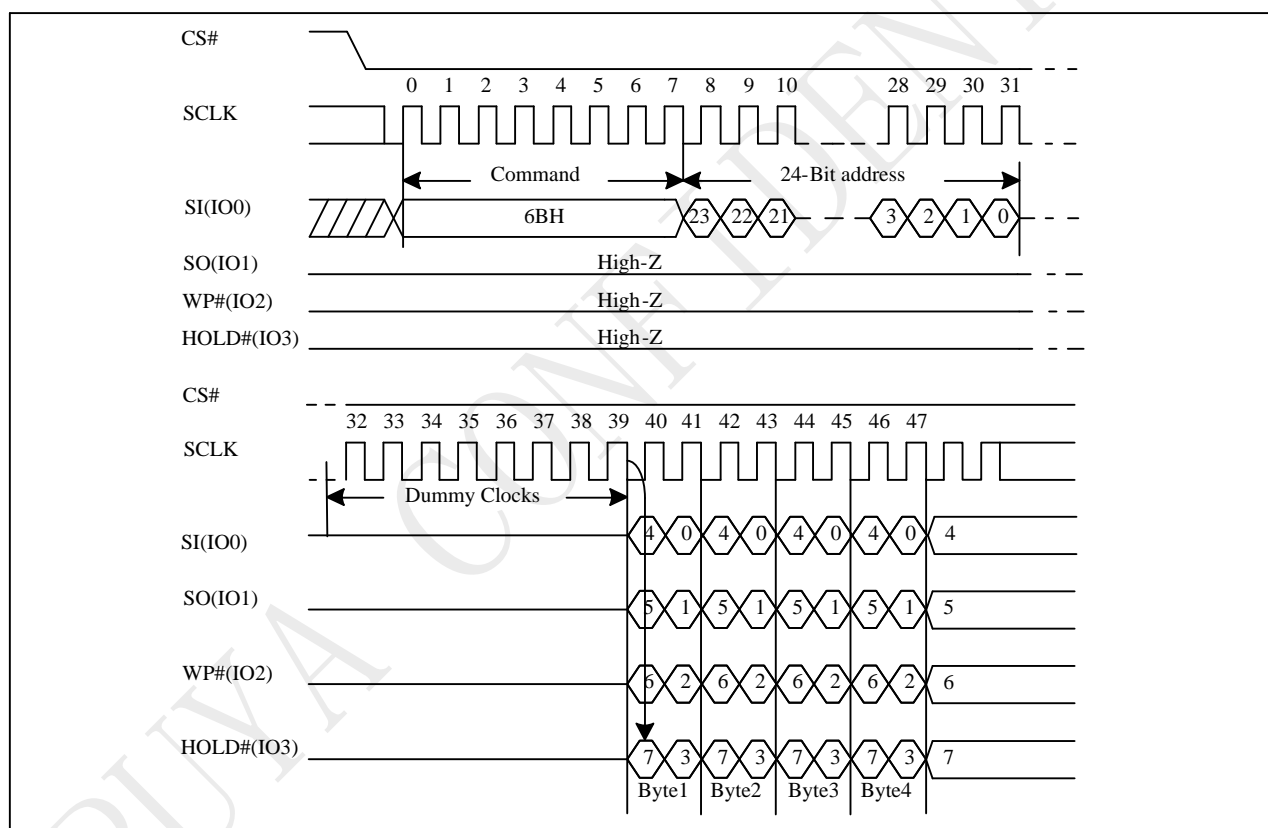 CS#
0 1 2 3 4 5 6 7 8 9 10 28 29 30 31
SCLK
Command 24-Bit address
SI(IO0) 6BH 23 22 21 3 2 1 0
SO(IO1) High-Z
WP#(IO2) High-Z
HOLD#(IO3) High-Z
CS#
32 33 34 35 36 37 38 39 40 41 42 43 44 45 46 47
SCLK
Dummy Clocks
SI(IO0) 4 0 4 0 4 0 4 0 4
SO(IO1) 5 1 5 1 5 1 5 1 5
WP#(IO2) 6 2 6 2 6 2 6 2 6
HOLD#(IO3) 7 3 7 3 7 3 7 3 7
Byte1 Byte2 Byte3 Byte4
PUYA CONFIDEN